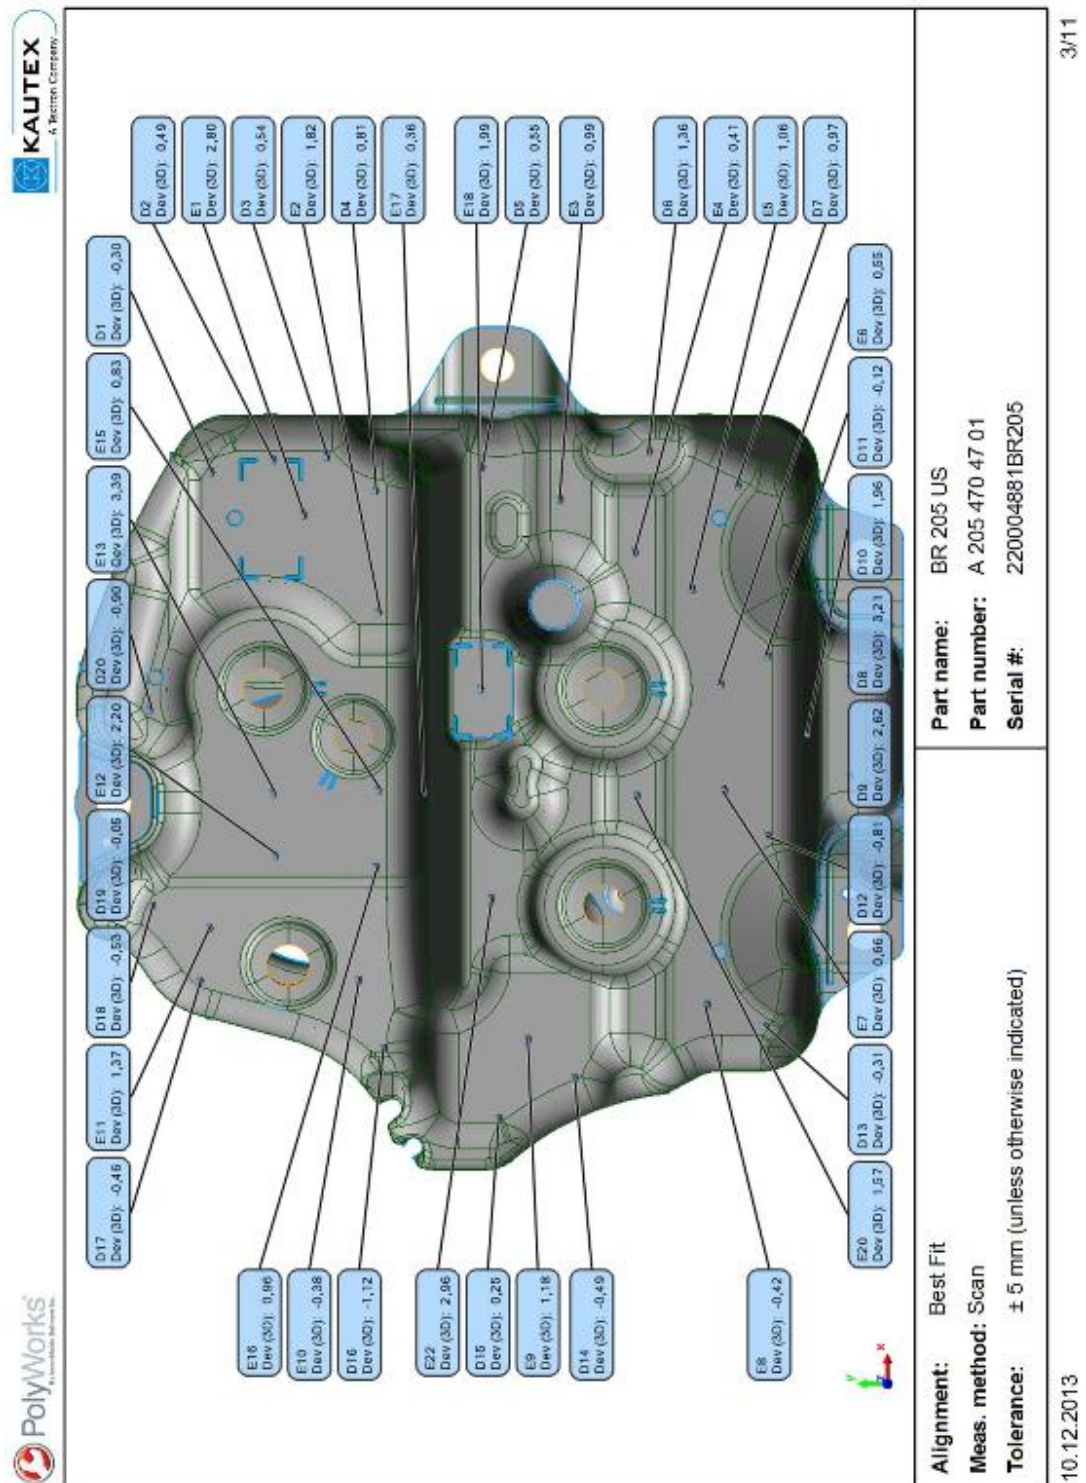 PolyWorks
KAUTEX
A Textron Company
D17
Dev (3D): -0,46
E11
Dev (3D): 1,37
D18
Dev (3D): -0,53
D19
Dev (3D): -0,05
E12
Dev (3D): 2,20
D20
Dev (3D): -0,90
E13
Dev (3D): 3,39
E15
Dev (3D): 0,83
D1
Dev (3D): -0,30
D2
Dev (3D): 0,49
E1
Dev (3D): 2,80
D3
Dev (3D): 0,54
E2
Dev (3D): 1,82
D4
Dev (3D): 0,81
E17
Dev (3D): 0,36
E18
Dev (3D): 1,99
D5
Dev (3D): 0,55
E3
Dev (3D): 0,99
D6
Dev (3D): 1,36
E4
Dev (3D): 0,41
E5
Dev (3D): 1,06
D7
Dev (3D): 0,97
E16
Dev (3D): 0,96
E10
Dev (3D): -0,38
D16
Dev (3D): -1,12
E22
Dev (3D): 2,96
D15
Dev (3D): 0,25
E9
Dev (3D): 1,18
D14
Dev (3D): -0,49
E8
Dev (3D): -0,42
E20
Dev (3D): 1,57
D13
Dev (3D): -0,31
E7
Dev (3D): 0,66
D12
Dev (3D): -0,81
D9
Dev (3D): 2,62
D8
Dev (3D): 3,21
D10
Dev (3D): 1,96
D11
Dev (3D): -0,12
E6
Dev (3D): 0,55
Alignment: Best Fit
Meas. method: Scan
Tolerance: ± 5 mm (unless otherwise indicated)
Part name: BR 205 US
Part number: A 205 470 47 01
Serial #: 22004881BR205
10.12.2013
3/11